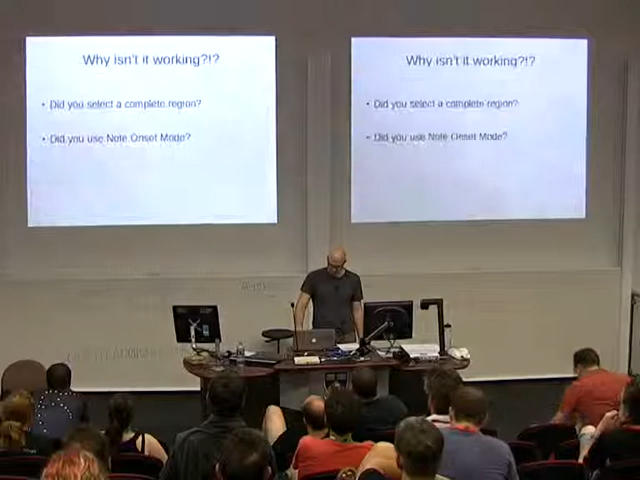 Why isn't it working?!?
• Did you select a complete region?
• Did you use Note Onset Mode?
Why isn't it working?!?
• Did you select a complete region?
• Did you use Note Onset Mode?